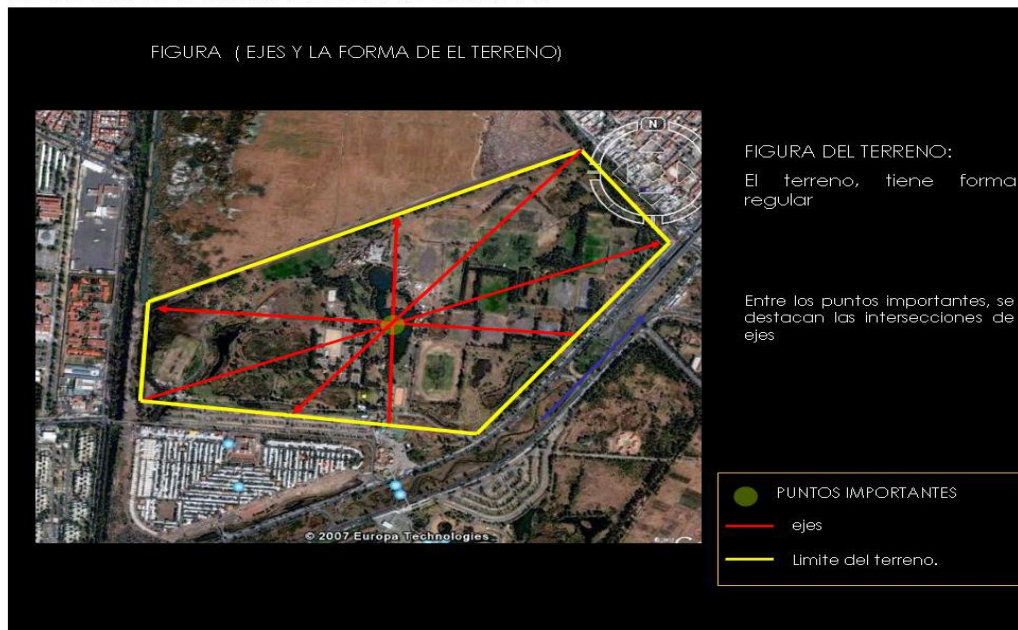 FIGURA ( EJES Y LA FORMA DE EL TERRENO)
N
© 2007 Europa Technologies
FIGURA DEL TERRENO:
El terreno, tiene forma
regular
Entre los puntos importantes, se
destacan las intersecciones de
ejes
PUNTOS IMPORTANTES
ejes
Limite del terreno.